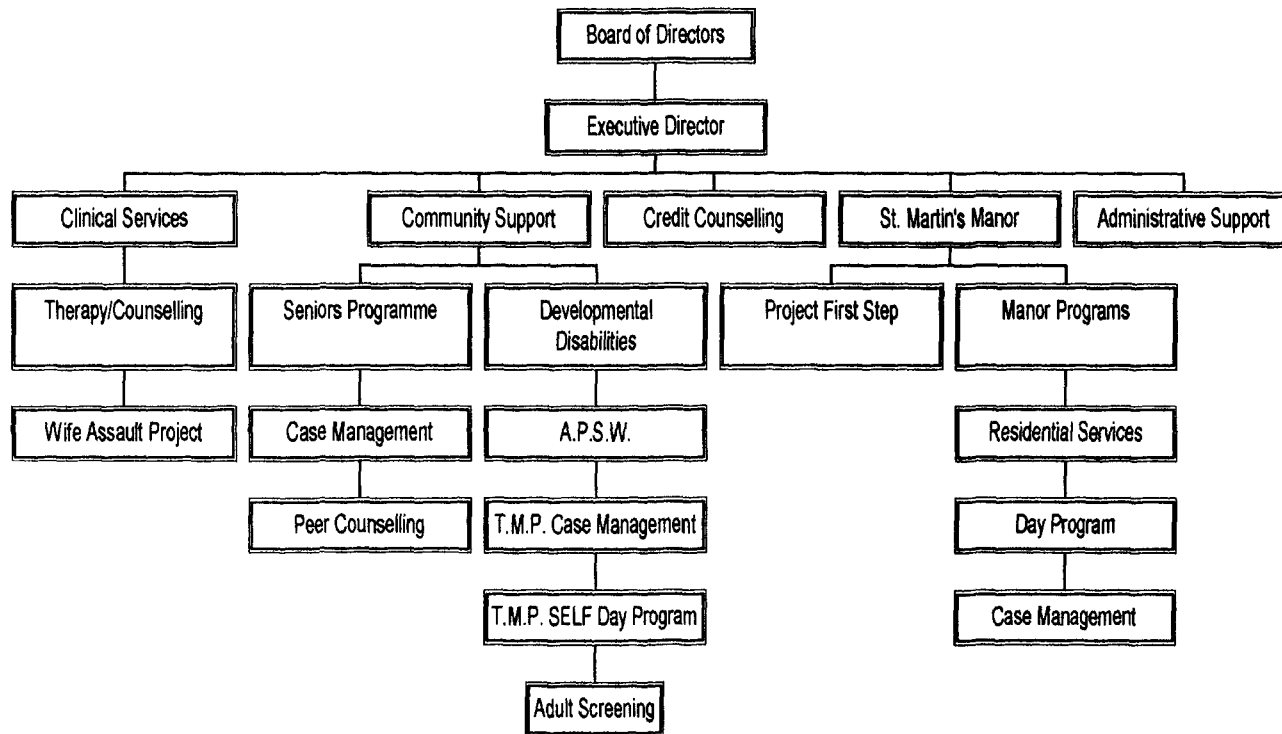 Board of Directors
Executive Director
Clinical Services
Community Support
Credit Counselling
St. Martin's Manor
Administrative Support
Therapy/Counselling
Seniors Programme
Developmental
Disabilities
Project First Step
Manor Programs
Wife Assault Project
Case Management
A.P.S.W.
Residential Services
Peer Counselling
T.M.P. Case Management
Day Program
T.M.P. SELF Day Program
Case Management
Adult Screening